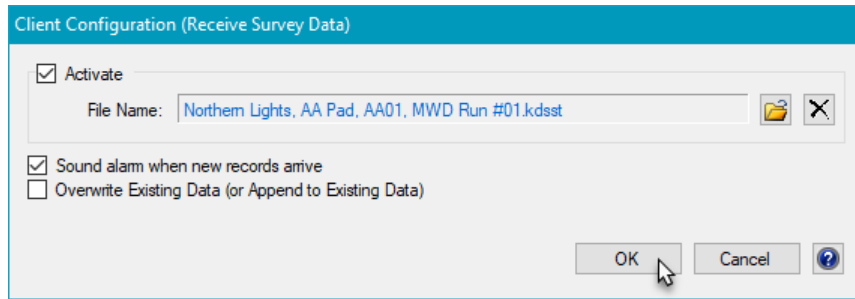 Client Configuration (Receive Survey Data)
Activate
File Name: Northern Lights, AA Pad, AA01, MWD Run #01.kdsst
Sound alarm when new records arrive
Overwrite Existing Data (or Append to Existing Data)
OK Cancel ?